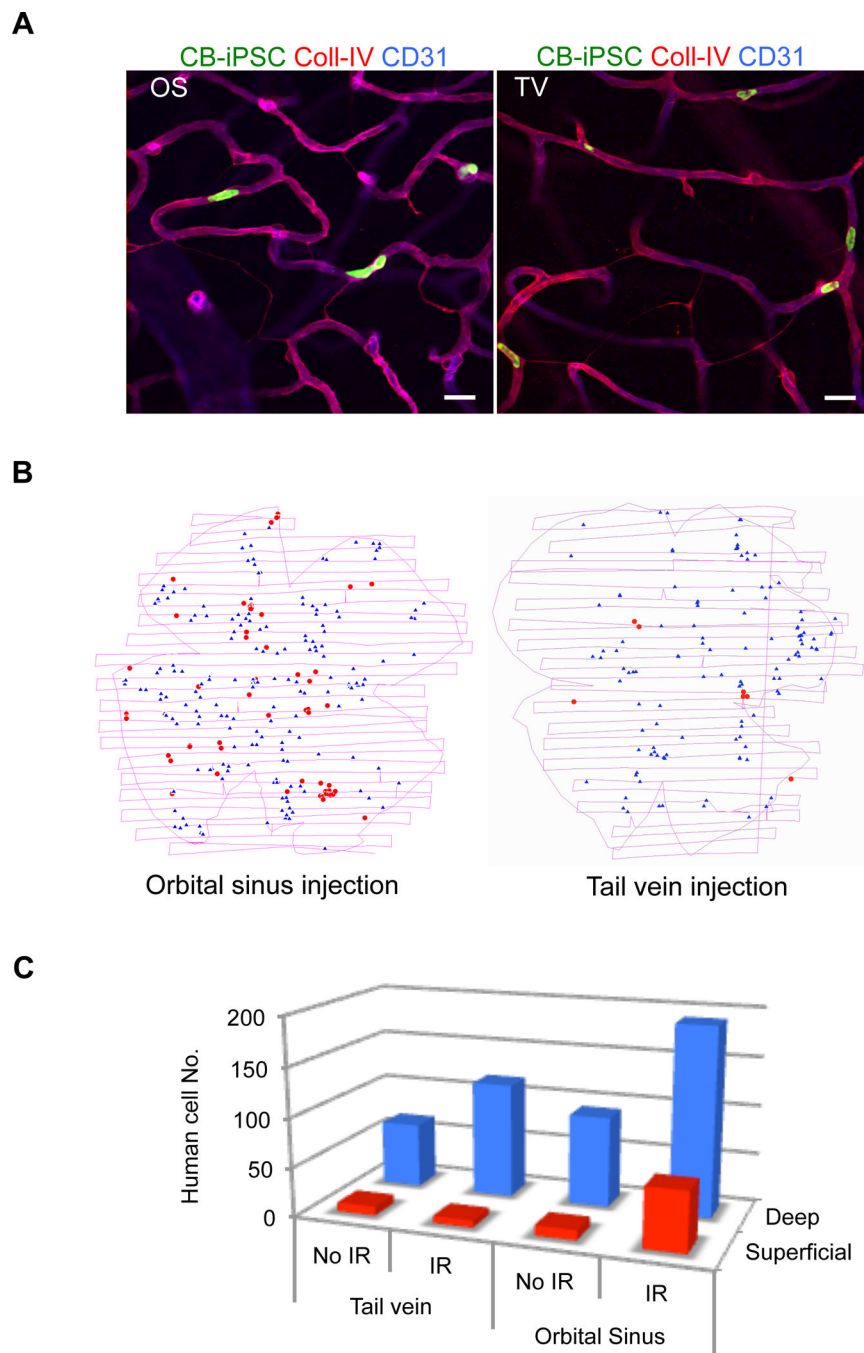 A
CB-iPSC Coll-IV CD31
OS
CB-iPSC Coll-IV CD31
TV
B
Orbital sinus injection
Tail vein injection
C
Human cell No.
200
150
100
50
0
Deep
Superficial
No IR
IR
No IR
IR
Tail vein
Orbital Sinus